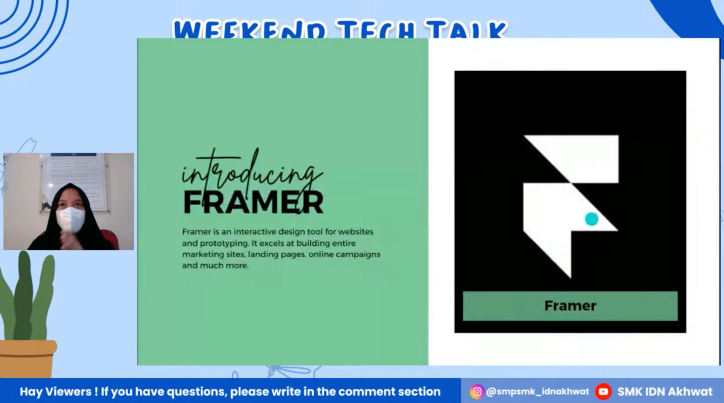 WEEKEND TECH TALK
introducing
FRAMER
Framer is an interactive design tool for websites
and prototyping. It excels at building entire
marketing sites, landing pages, online campaigns
and much more.
Framer
Hay Viewers ! If you have questions, please write in the comment section
@smpsmk_idnakhwat
SMK IDN Akhwat